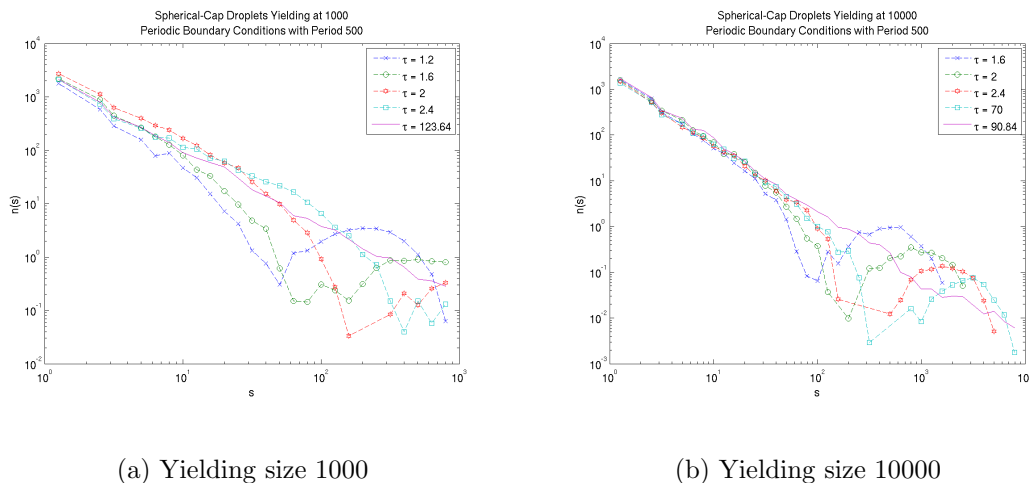 Spherical-Cap Droplets Yielding at 1000
Periodic Boundary Conditions with Period 500
n(s)
10^4
10^3
10^2
10^1
10^0
10^-1
10^-2
10^0
10^1
10^2
10^3
s
τ = 1.2
τ = 1.6
τ = 2
τ = 2.4
τ = 123.64
(a) Yielding size 1000
Spherical-Cap Droplets Yielding at 10000
Periodic Boundary Conditions with Period 500
n(s)
10^4
10^3
10^2
10^1
10^0
10^-1
10^-2
10^-3
10^0
10^1
10^2
10^3
10
s
τ = 1.6
τ = 2
τ = 2.4
τ = 70
τ = 90.84
(b) Yielding size 10000